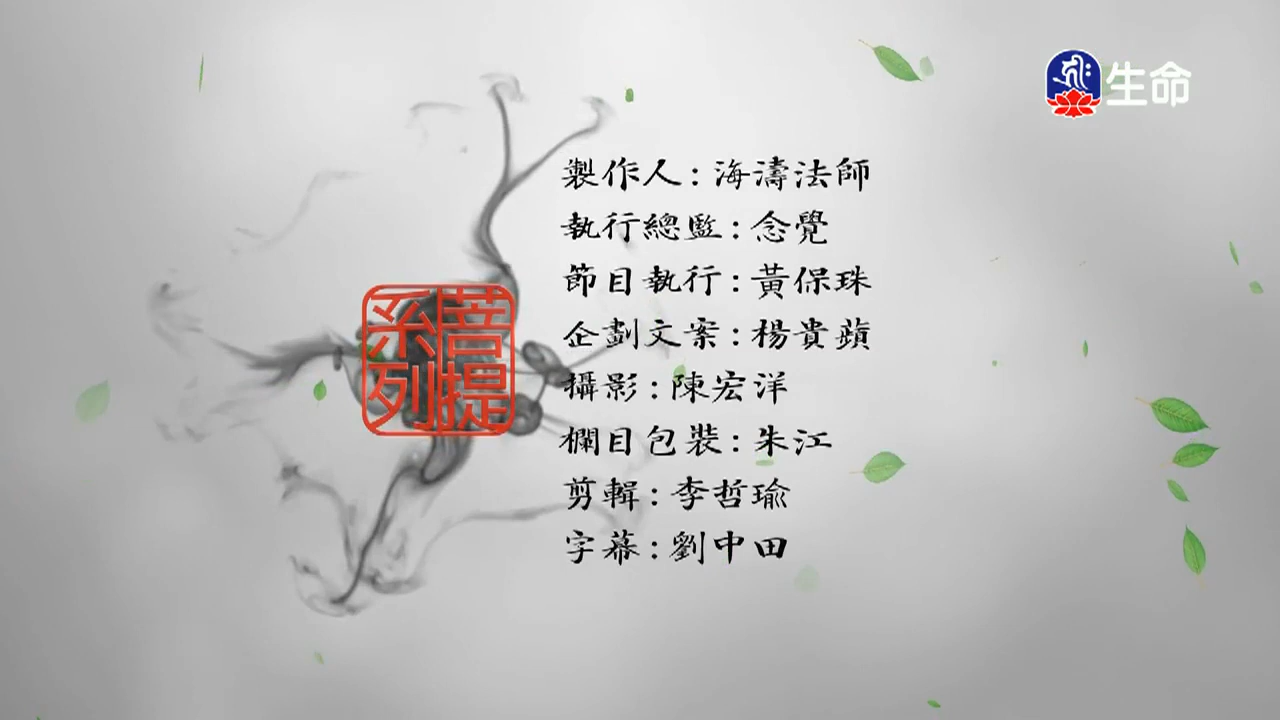 生命
製作人:海濤法師
執行總監:念覺
節目執行:黃保珠
企劃文案:楊貴蘋
攝影:陳宏洋
欄目包裝:朱江
剪輯:李哲瑜
字幕:劉中田
菩提
系列